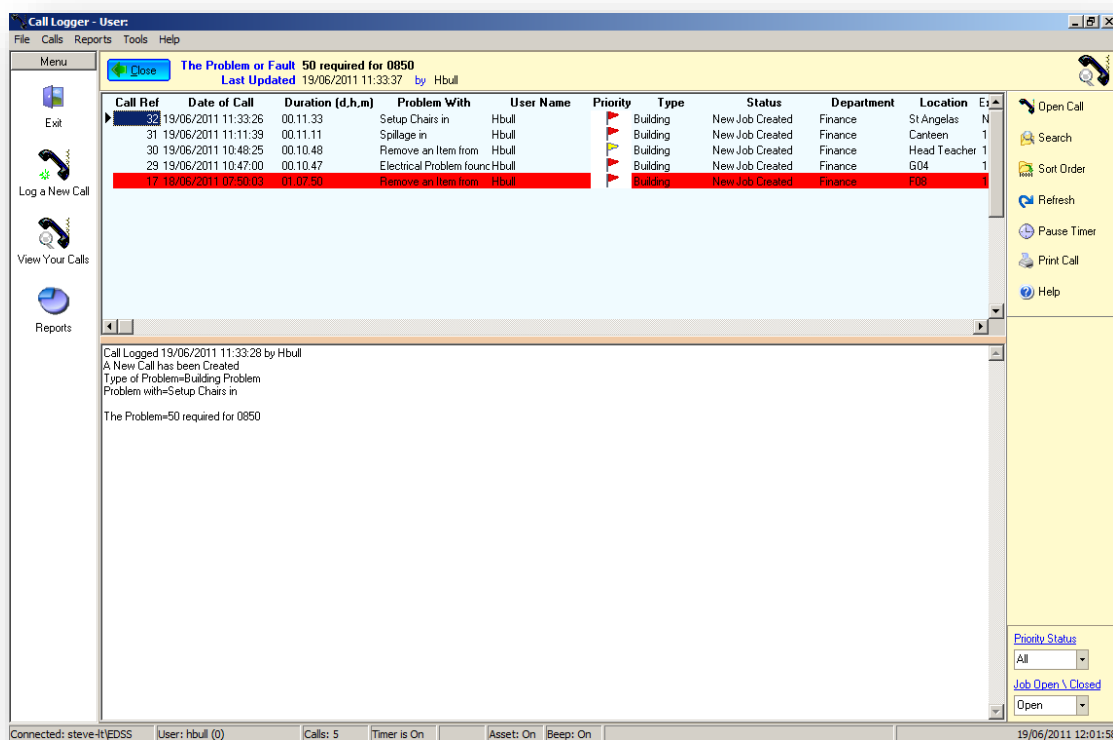 Call Logger - User:
File Calls Reports Tools Help
Menu
Exit
Log a New Call
View Your Calls
Reports
Close
The Problem or Fault 50 required for 0850
Last Updated 19/06/2011 11:33:37 by Hbull
Call Ref Date of Call Duration (d,h,m) Problem With User Name Priority Type Status Department Location
32 19/06/2011 11:33:26 00.11.33 Setup Chairs in Hbull Building New Job Created Finance St Angelas N
31 19/06/2011 11:11:39 00.11.11 Spillage in Hbull Building New Job Created Finance Canteen 1
30 19/06/2011 10:48:25 00.10.48 Remove an Item from Hbull Building New Job Created Finance Head Teacher 1
29 19/06/2011 10:47:00 00.10.47 Electrical Problem founc Hbull Building New Job Created Finance G04 1
17 18/06/2011 07:50:03 01.07.50 Remove an Item from Hbull Building New Job Created Finance F08 1
Call Logged 19/06/2011 11:33:28 by Hbull
A New Call has been Created
Type of Problem=Building Problem
Problem with=Setup Chairs in
The Problem=50 required for 0850
Open Call
Search
Sort Order
Refresh
Pause Timer
Print Call
Help
Priority Status
All
Job Open \ Closed
Open
Connected: steve-lt\EDSS User: hbull (0) Calls: 5 Timer is On Asset: On Beep: On 19/06/2011 12:01:58